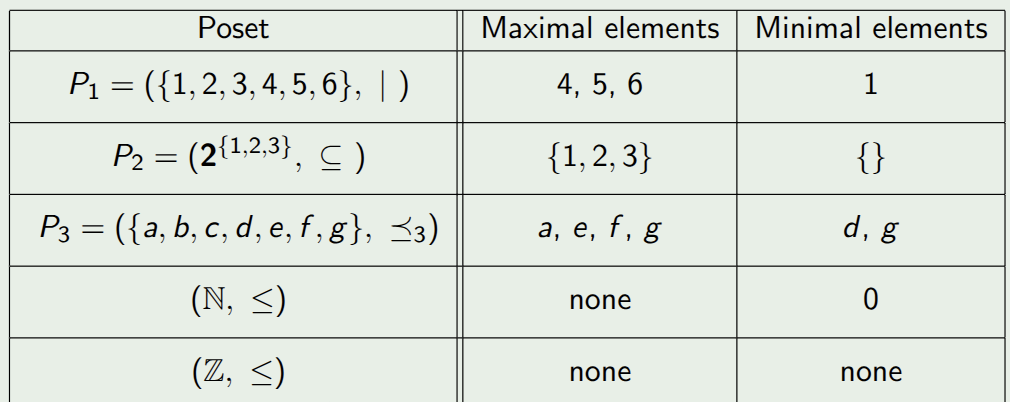 Poset Maximal elements Minimal elements
P₁ = ({1, 2, 3, 4, 5, 6}, | ) 4, 5, 6 1
P₂ = (𝟐^{1,2,3}, ⊆ ) {1, 2, 3} {}
P₃ = ({a, b, c, d, e, f, g}, ⪯₃) a, e, f, g d, g
(ℕ, ≤) none 0
(ℤ, ≤) none none